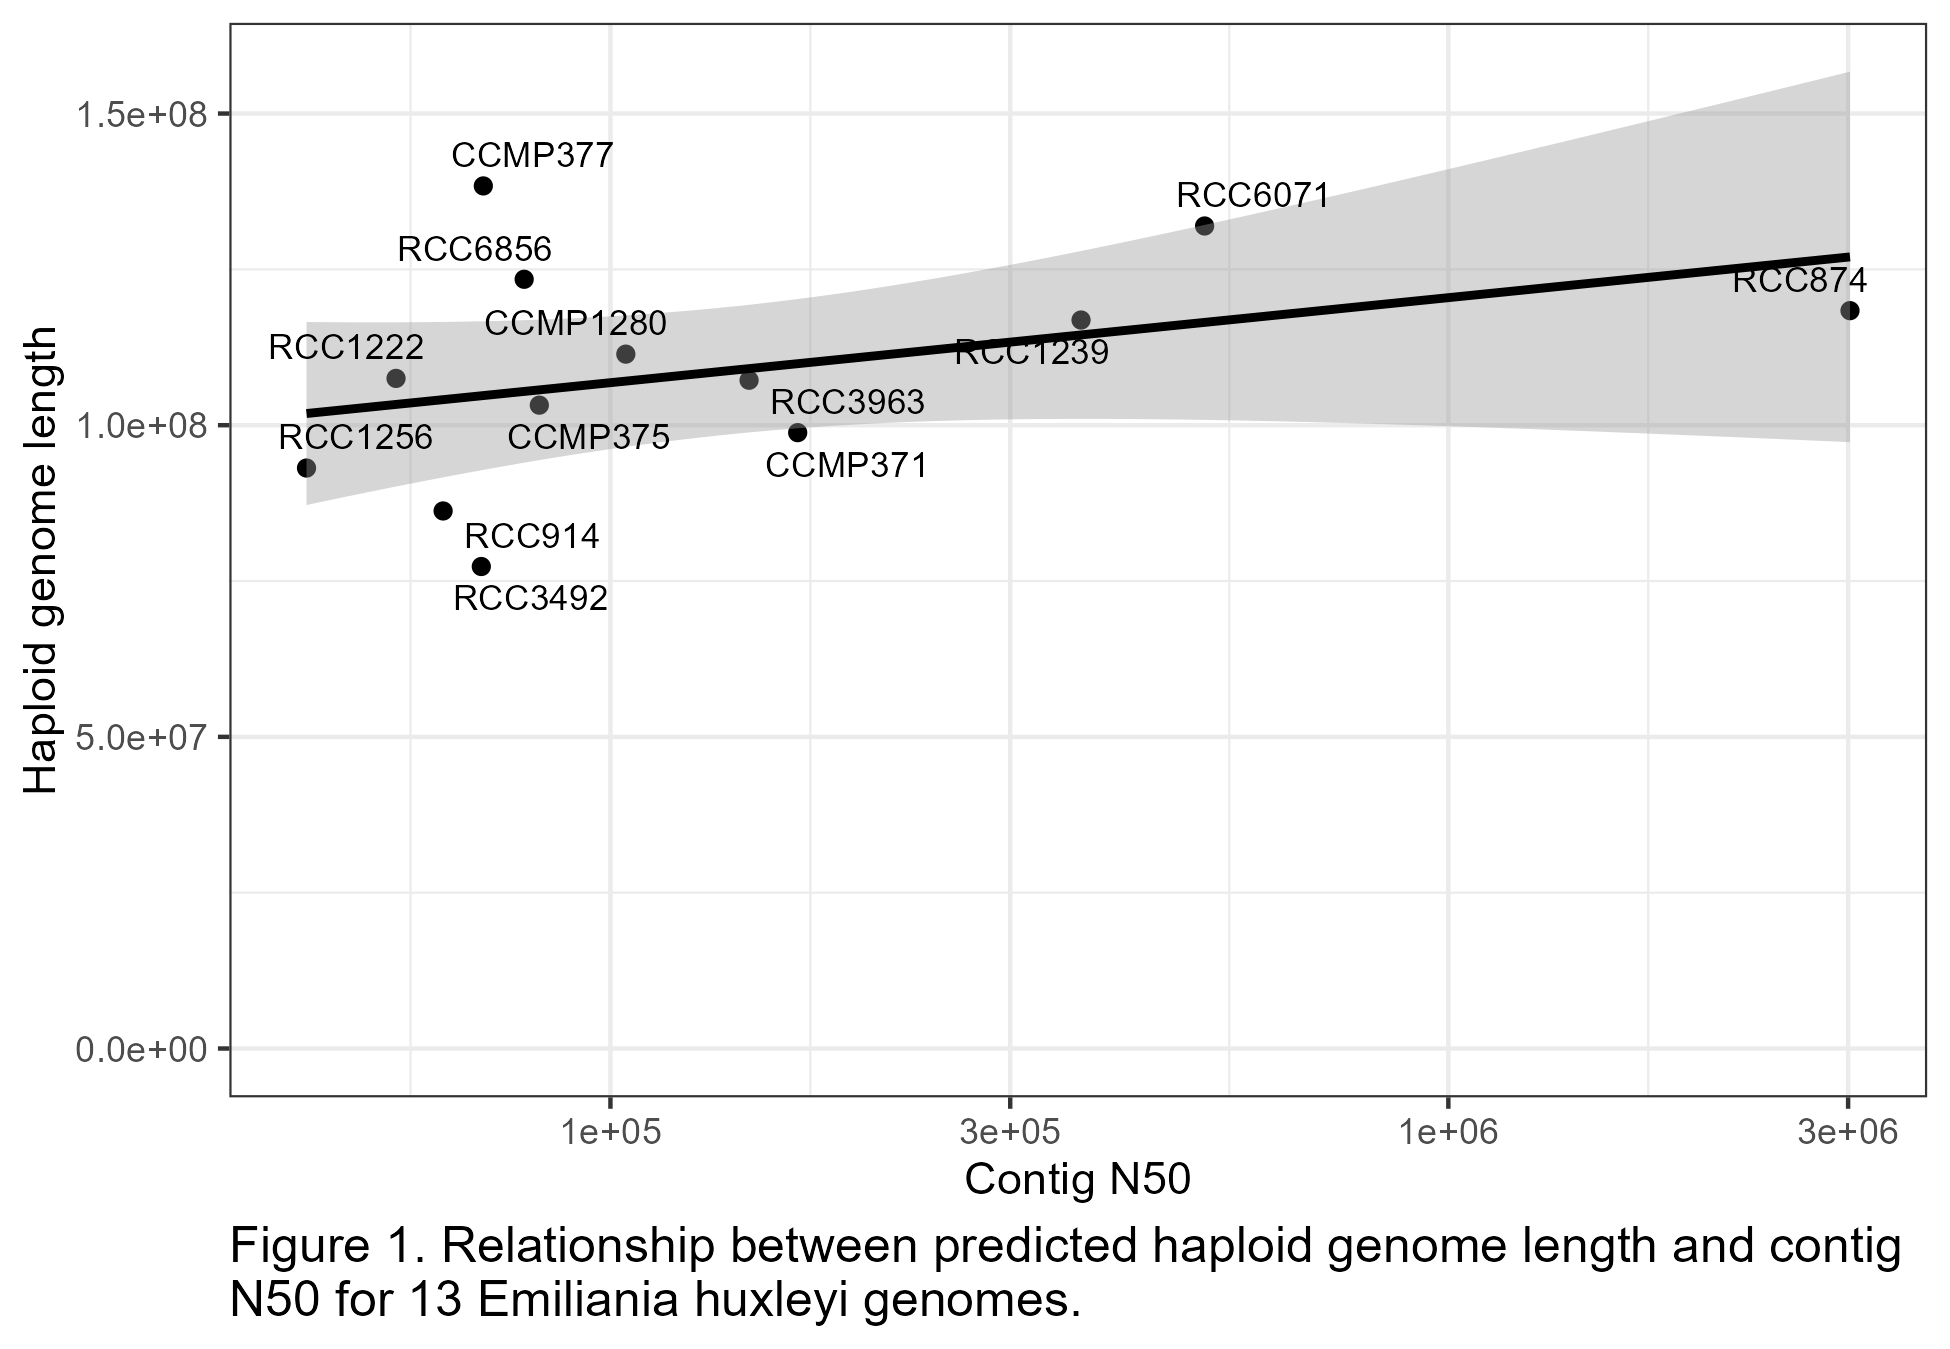 1.5e+08
CCMP377
RCC6071
RCC6856
RCC874
CCMP1280
RCC1222
RCC1239
RCC3963
1.0e+08
RCC1256
CCMP375
CCMP371
RCC914
RCC3492
Haploid genome length
5.0e+07
0.0e+00
1e+05
3e+05
1e+06
3e+06
Contig N50
Figure 1. Relationship between predicted haploid genome length and contig
N50 for 13 Emiliania huxleyi genomes.